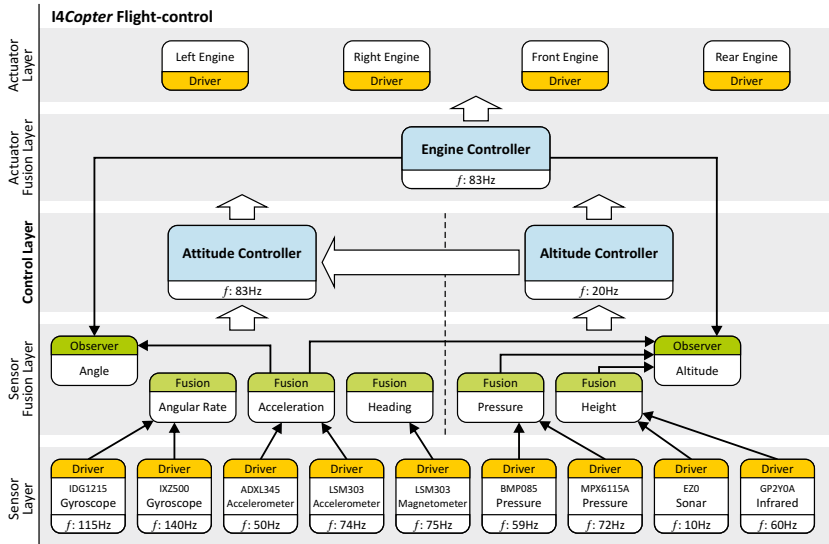 I4Copter Flight-control
Actuator
Layer
Left Engine
Driver
Right Engine
Driver
Front Engine
Driver
Rear Engine
Driver
Actuator
Fusion Layer
Engine Controller
f: 83Hz
Control Layer
Attitude Controller
f: 83Hz
Altitude Controller
f: 20Hz
Sensor
Fusion Layer
Observer
Angle
Observer
Altitude
Fusion
Angular Rate
Fusion
Acceleration
Fusion
Heading
Fusion
Pressure
Fusion
Height
Sensor
Layer
Driver
IDG1215
Gyroscope
f: 115Hz
Driver
IXZ500
Gyroscope
f: 140Hz
Driver
ADXL345
Accelerometer
f: 50Hz
Driver
LSM303
Accelerometer
f: 74Hz
Driver
LSM303
Magnetometer
f: 75Hz
Driver
BMP085
Pressure
f: 59Hz
Driver
MPX6115A
Pressure
f: 72Hz
Driver
EZ0
Sonar
f: 10Hz
Driver
GP2Y0A
Infrared
f: 60Hz